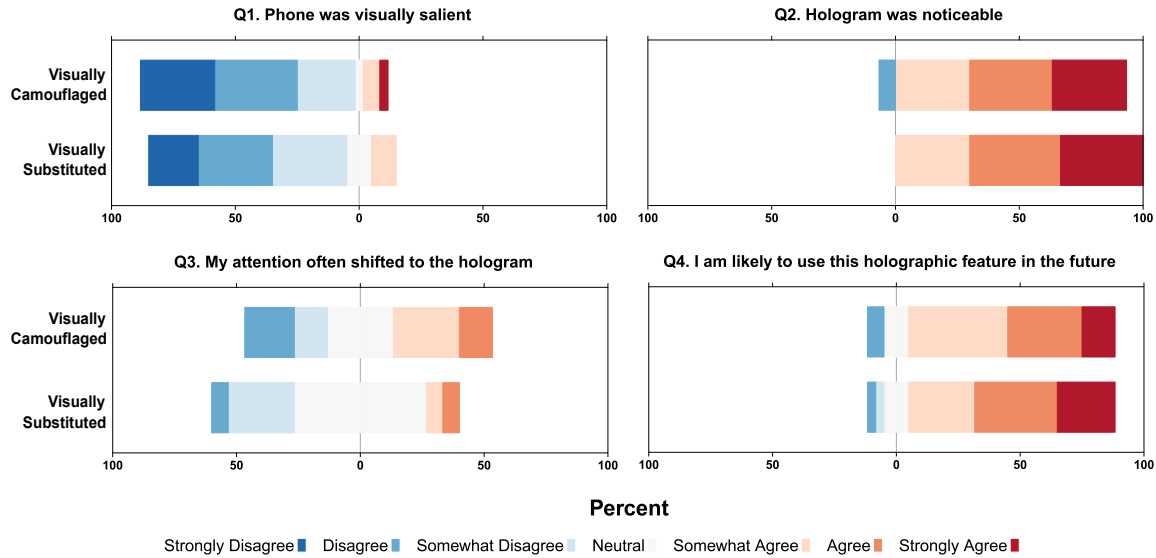 Q1. Phone was visually salient
Q2. Hologram was noticeable
Visually
Camouflaged
Visually
Substituted
100 50 0 50 100
100 50 0 50 100
Q3. My attention often shifted to the hologram
Q4. I am likely to use this holographic feature in the future
Visually
Camouflaged
Visually
Substituted
100 50 0 50 100
100 50 0 50 100
Percent
Strongly Disagree Disagree Somewhat Disagree Neutral Somewhat Agree Agree Strongly Agree